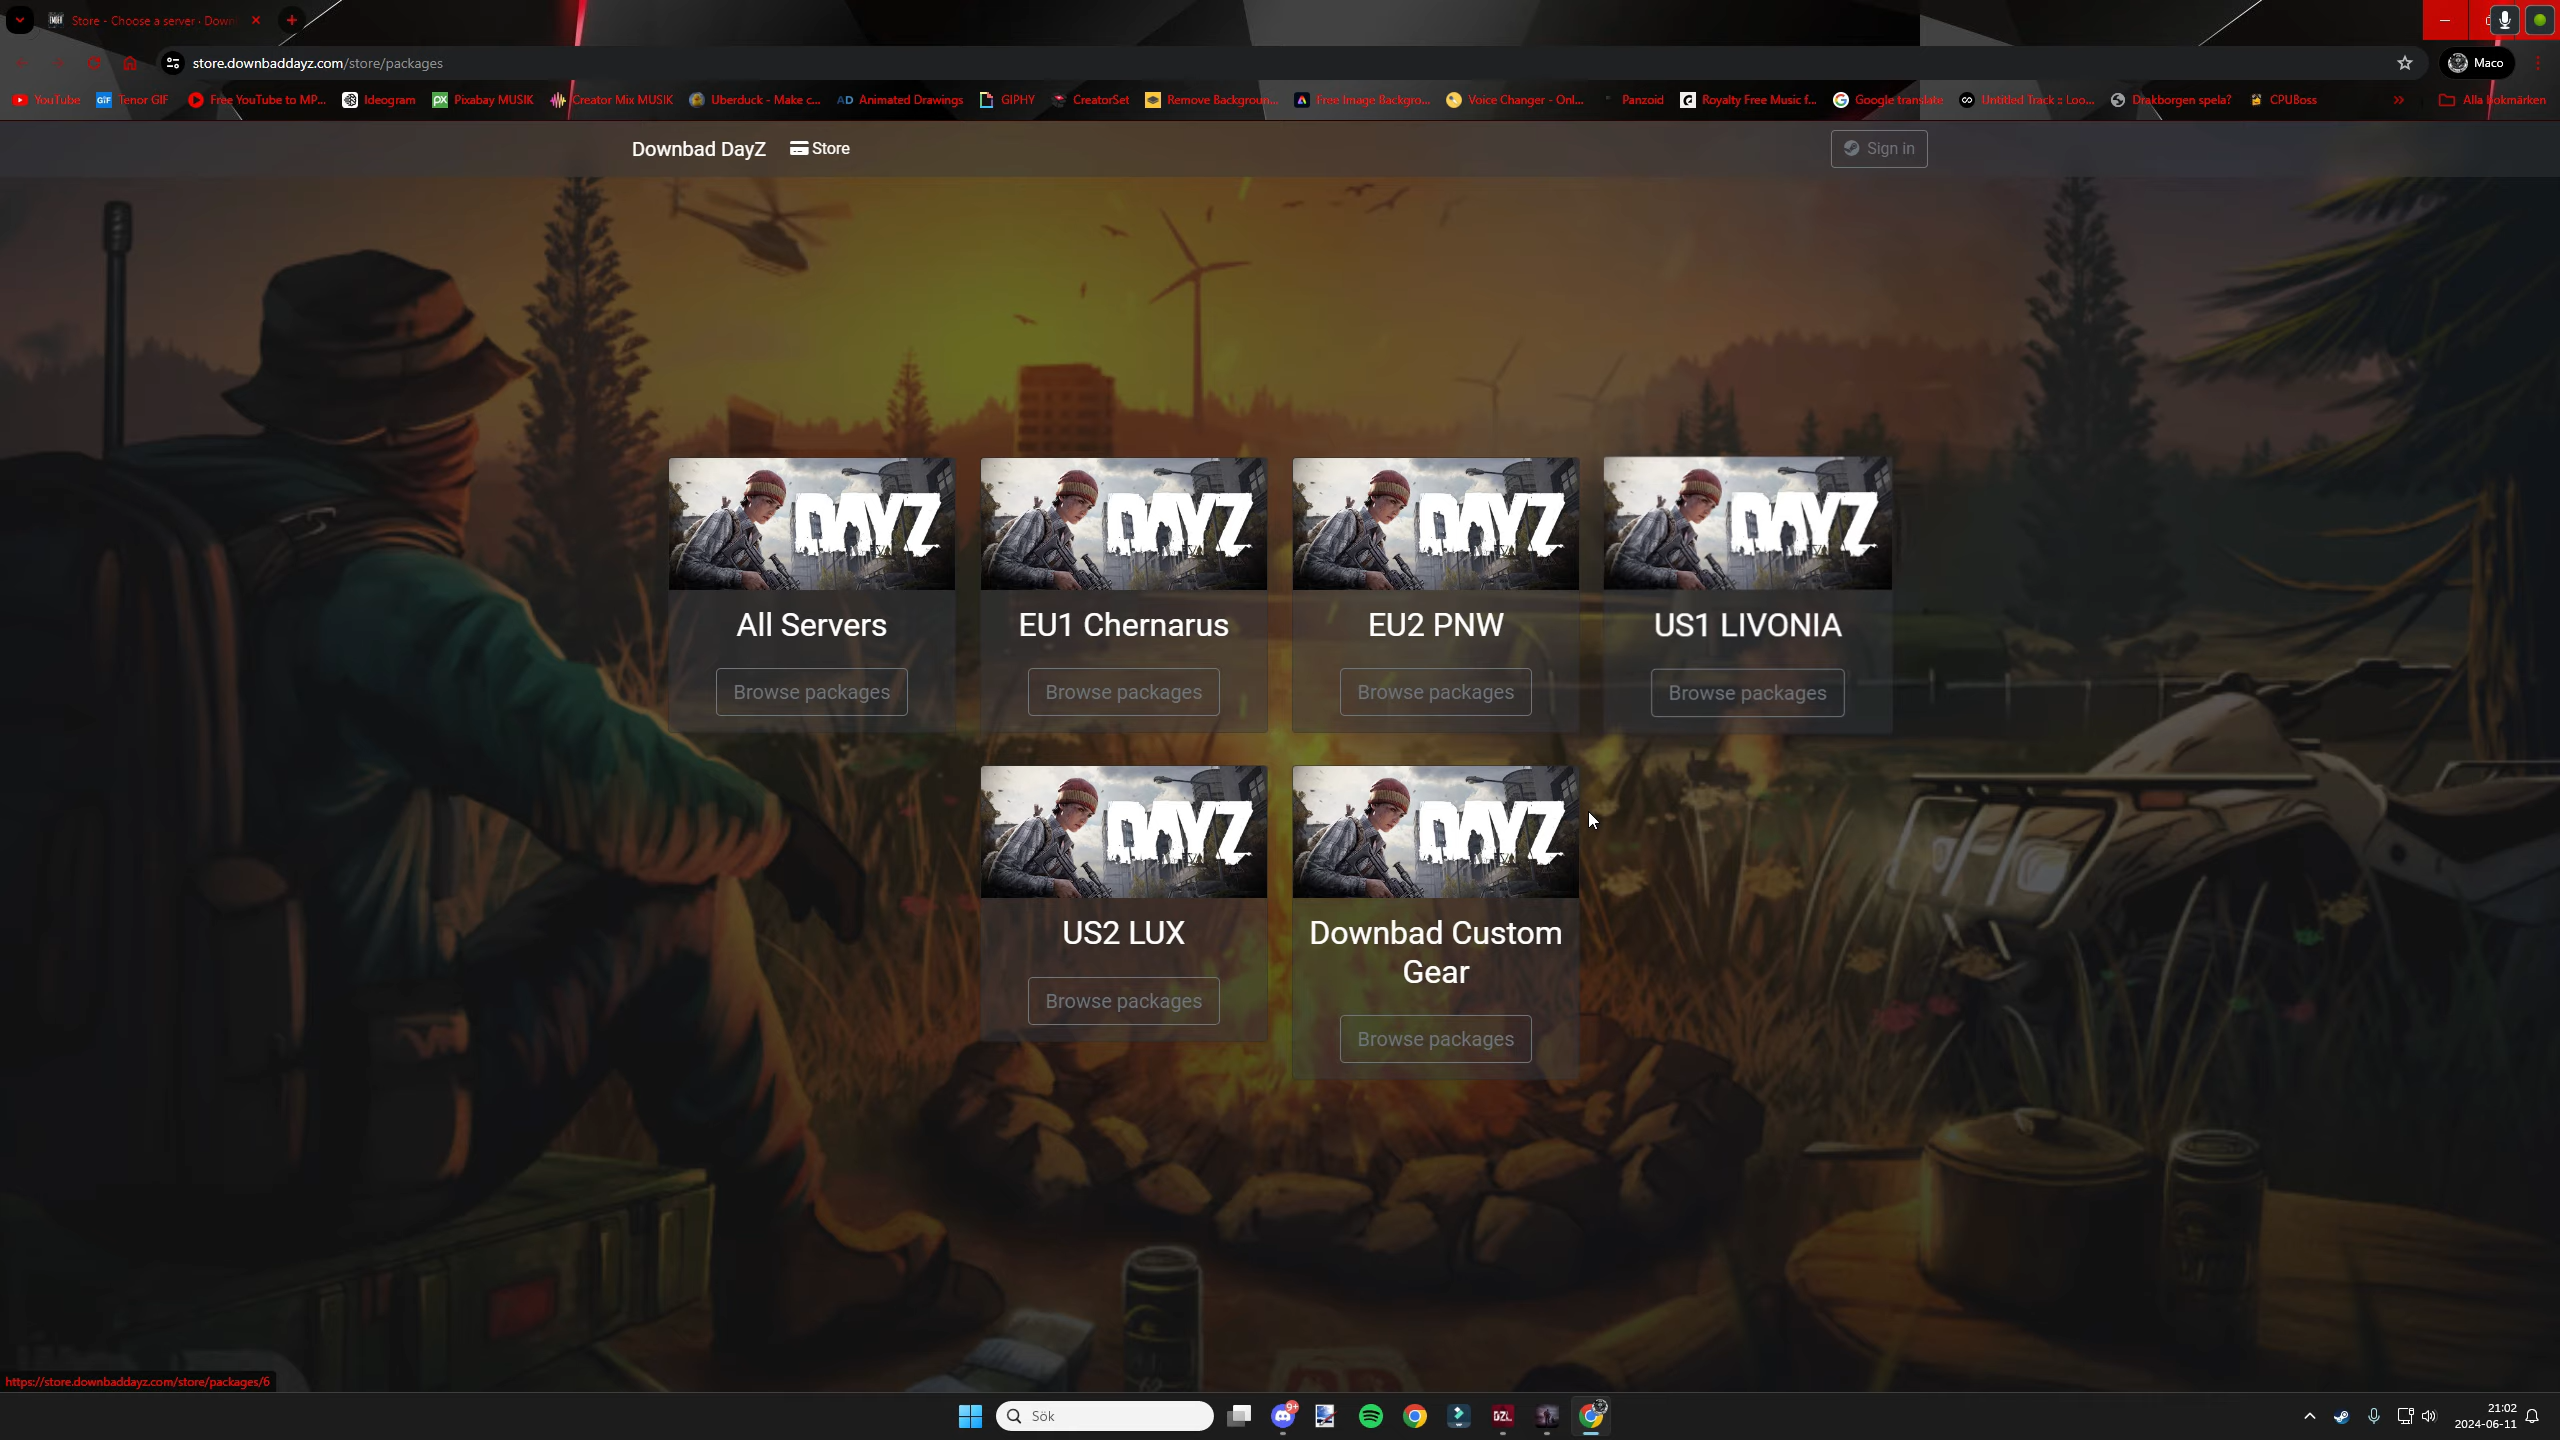 Store - Choose a server · Down
store.downbaddayz.com/store/packages
Maco
YouTube
GIF Tenor GIF
Free YouTube to MP...
Ideogram
PX Pixabay MUSIK
Creator Mix MUSIK
Uberduck - Make c...
AD Animated Drawings
GIPHY
CreatorSet
Remove Backgroun...
Free Image Backgro...
Voice Changer - Onl...
Panzoid
Royalty Free Music f...
Google translate
Untitled Track :: Loo...
Drakborgen spela?
CPUBoss
Alla bokmärken
Downbad DayZ
Store
Sign in
DAYZ
DAYZ
DAYZ
DAYZ
All Servers
EU1 Chernarus
EU2 PNW
US1 LIVONIA
Browse packages
Browse packages
Browse packages
Browse packages
DAYZ
DAYZ
US2 LUX
Downbad Custom
Gear
Browse packages
Browse packages
https://store.downbaddayz.com/store/packages/6
Sök
9+
DZL
21:02
2024-06-11